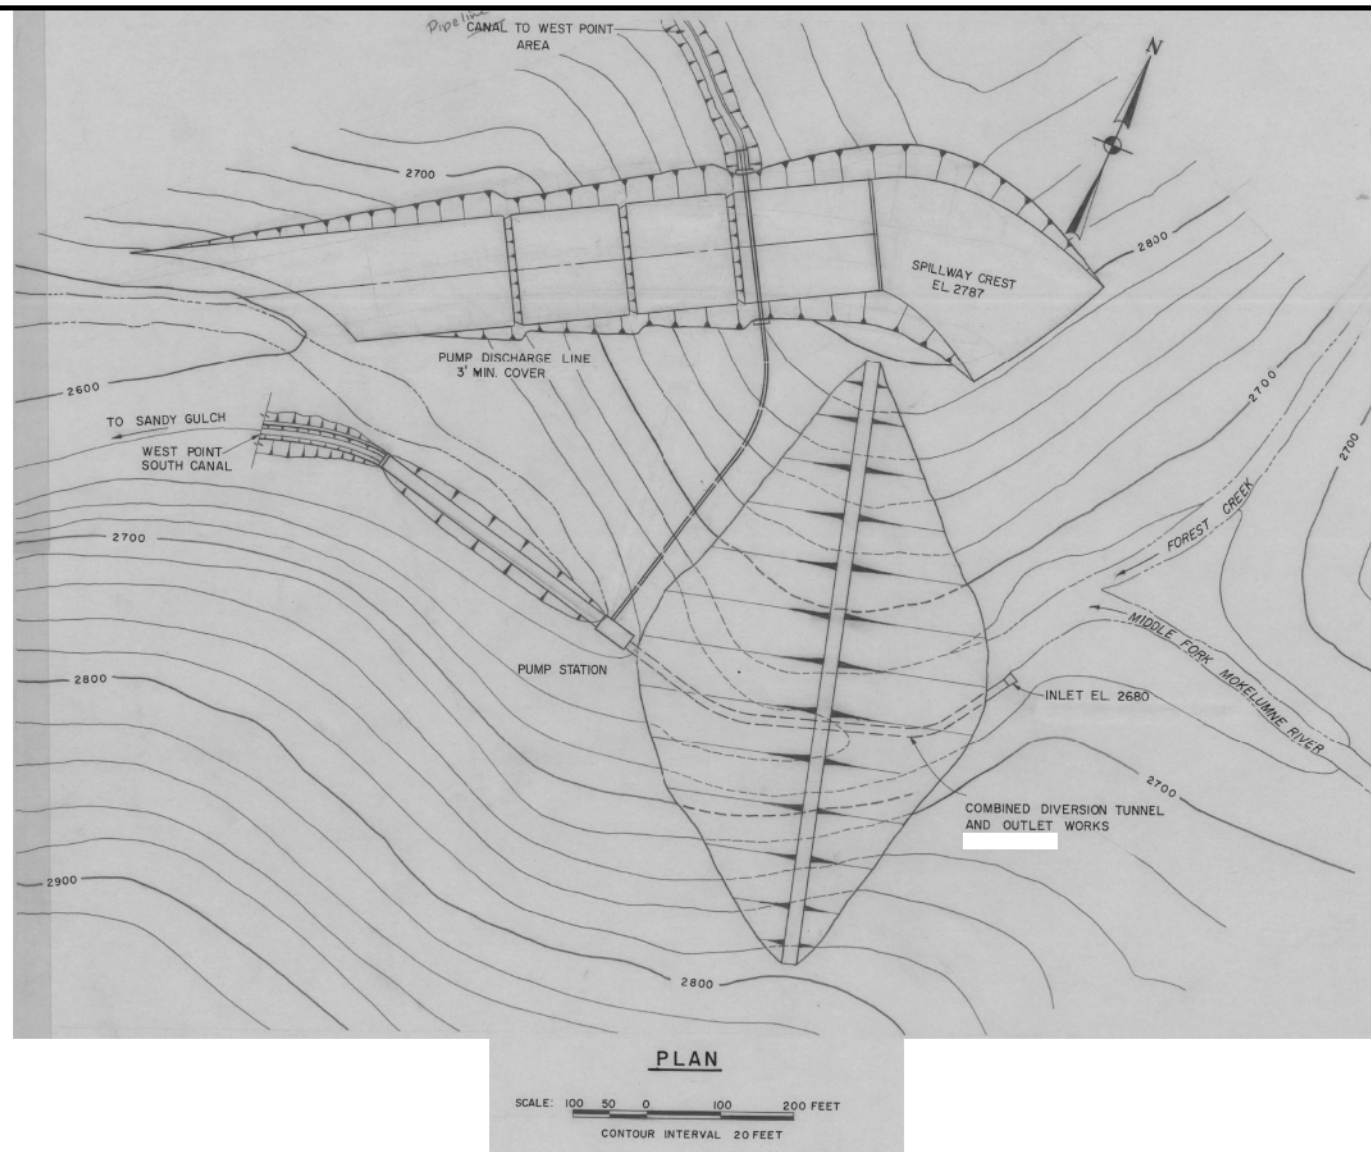 Pipeline
CANAL TO WEST POINT
AREA
N
2700
2800
SPILLWAY CREST
EL. 2787
PUMP DISCHARGE LINE
3' MIN. COVER
2600
2700
2700
TO SANDY GULCH
WEST POINT
SOUTH CANAL
FOREST CREEK
2700
MIDDLE FORK MOKELUMNE RIVER
PUMP STATION
2800
INLET EL. 2680
2700
COMBINED DIVERSION TUNNEL
AND OUTLET WORKS
2900
2800
PLAN
SCALE: 100 50 0 100 200 FEET
CONTOUR INTERVAL 20 FEET